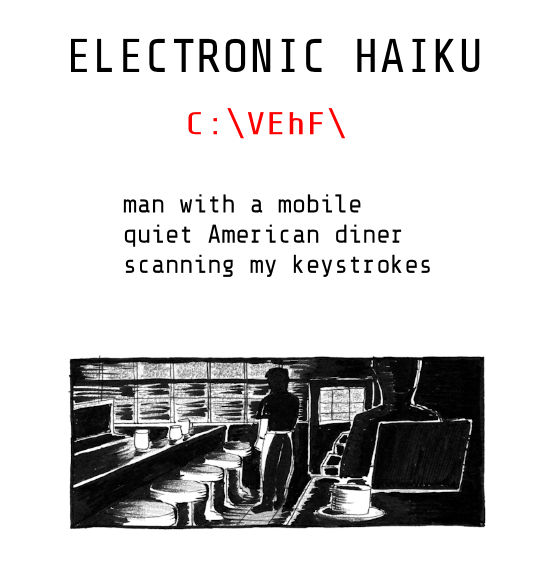 ELECTRONIC HAIKU
C:\VEhF\
man with a mobile
quiet American diner
scanning my keystrokes